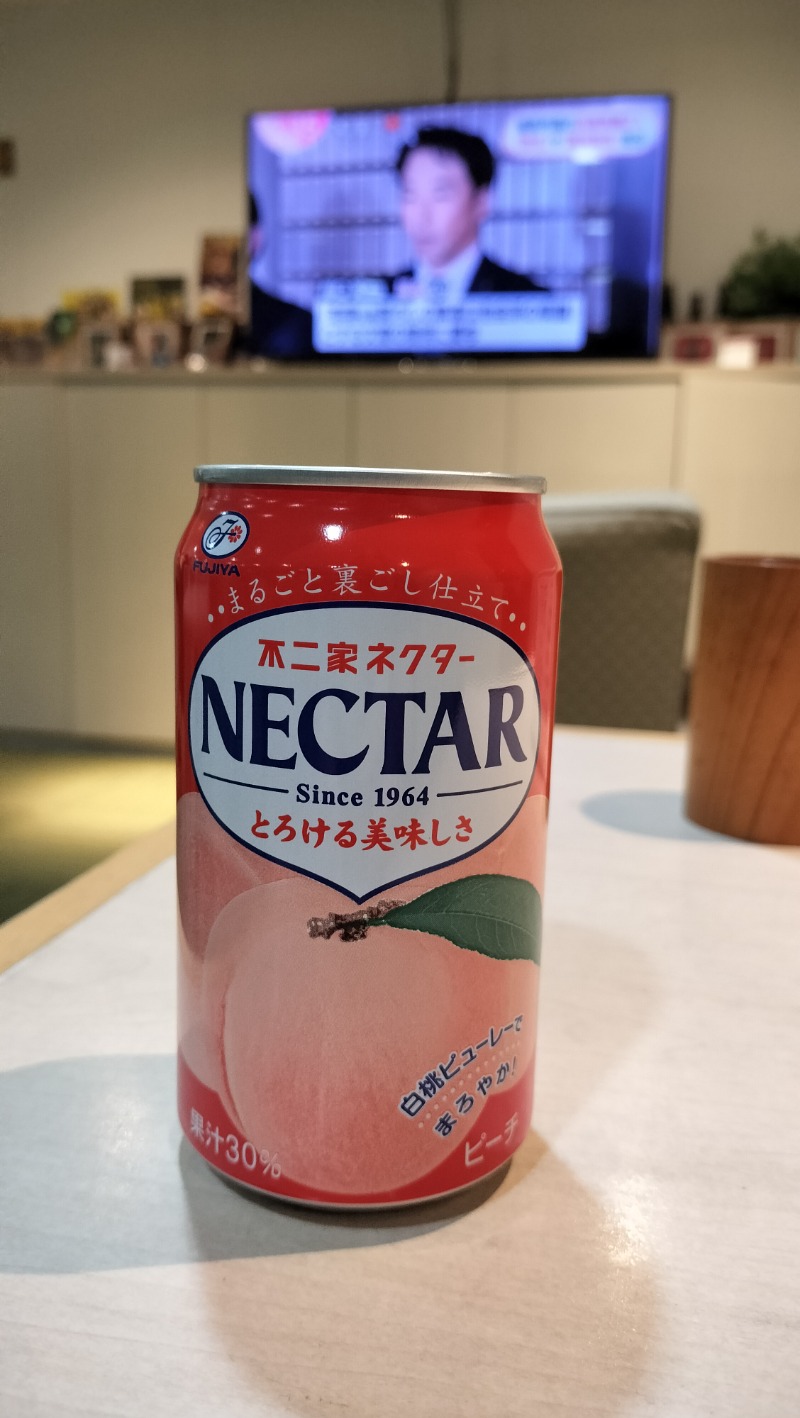 FUJIYA
まるごと裏ごし仕立て
不二家ネクター
NECTAR
Since 1964
とろける美味しさ
白桃ピューレーで
まろやか!
果汁30%
ピーチ